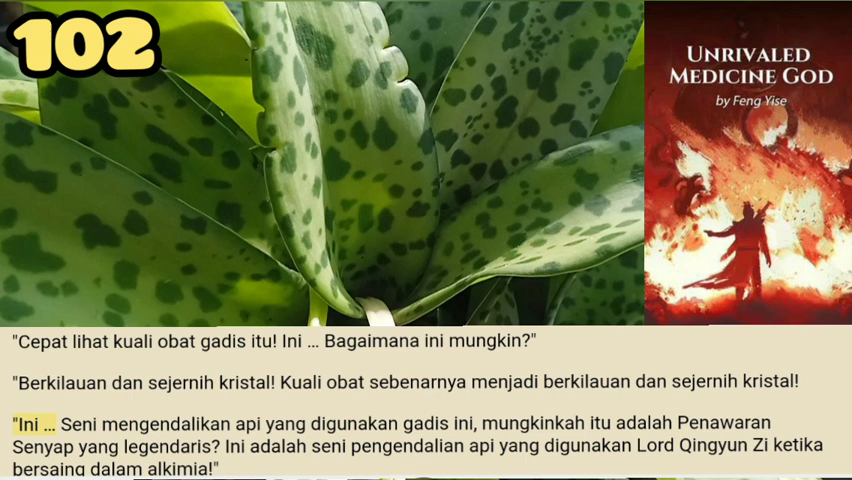 102
UNRIVALED
MEDICINE GOD
by Feng Yise
"Cepat lihat kuali obat gadis itu! Ini ... Bagaimana ini mungkin?"
"Berkilauan dan sejernih kristal! Kuali obat sebenarnya menjadi berkilauan dan sejernih kristal!
"Ini ... Seni mengendalikan api yang digunakan gadis ini, mungkinkah itu adalah Penawaran
Senyap yang legendaris? Ini adalah seni pengendalian api yang digunakan Lord Qingyun Zi ketika
bersaing dalam alkimia!"